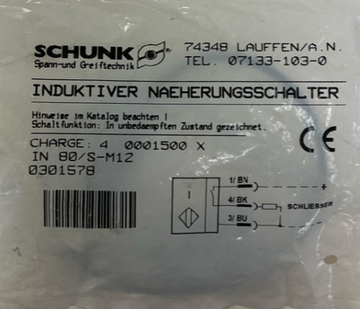 SCHUNK
Spann-und Greiftechnik
74348 LAUFFEN/A.N.
TEL. 07133-103-0
INDUKTIVER NAEHERUNGSSCHALTER
Hinweise im Katalog beachten !
Schaltfunktion: In unbedaempften Zustand gezeichnet.
CHARGE: 4 0001500 X
IN 80/S-M12
0301578
CE
1/ BN +
4/ BK
SCHLIESSER
3/ BU -